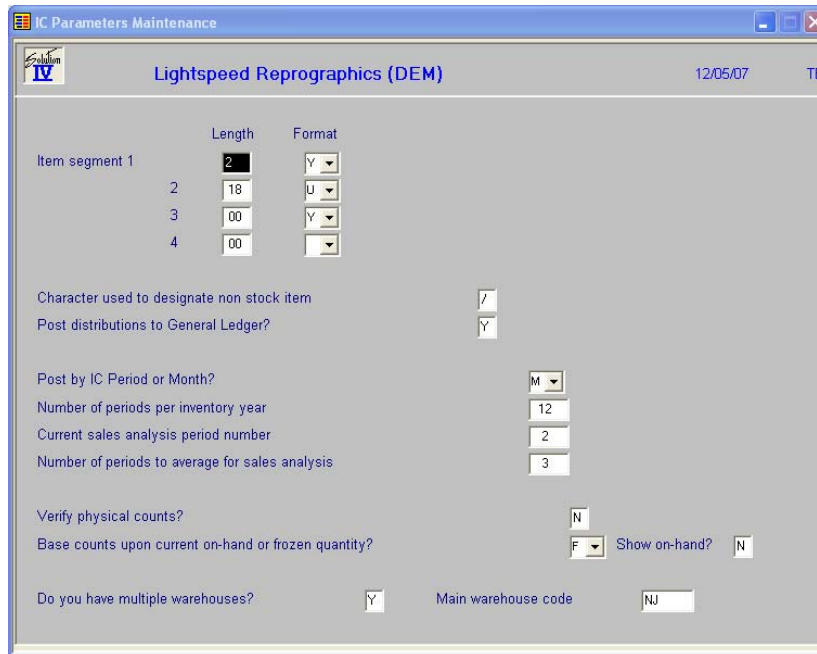 IC Parameters Maintenance
Solution
IV
Lightspeed Reprographics (DEM) 12/05/07
Length Format
Item segment 1 2 Y
2 18 U
3 00 Y
4 00
Character used to designate non stock item /
Post distributions to General Ledger? Y
Post by IC Period or Month? M
Number of periods per inventory year 12
Current sales analysis period number 2
Number of periods to average for sales analysis 3
Verify physical counts? N
Base counts upon current on-hand or frozen quantity? F Show on-hand? N
Do you have multiple warehouses? Y Main warehouse code NJ